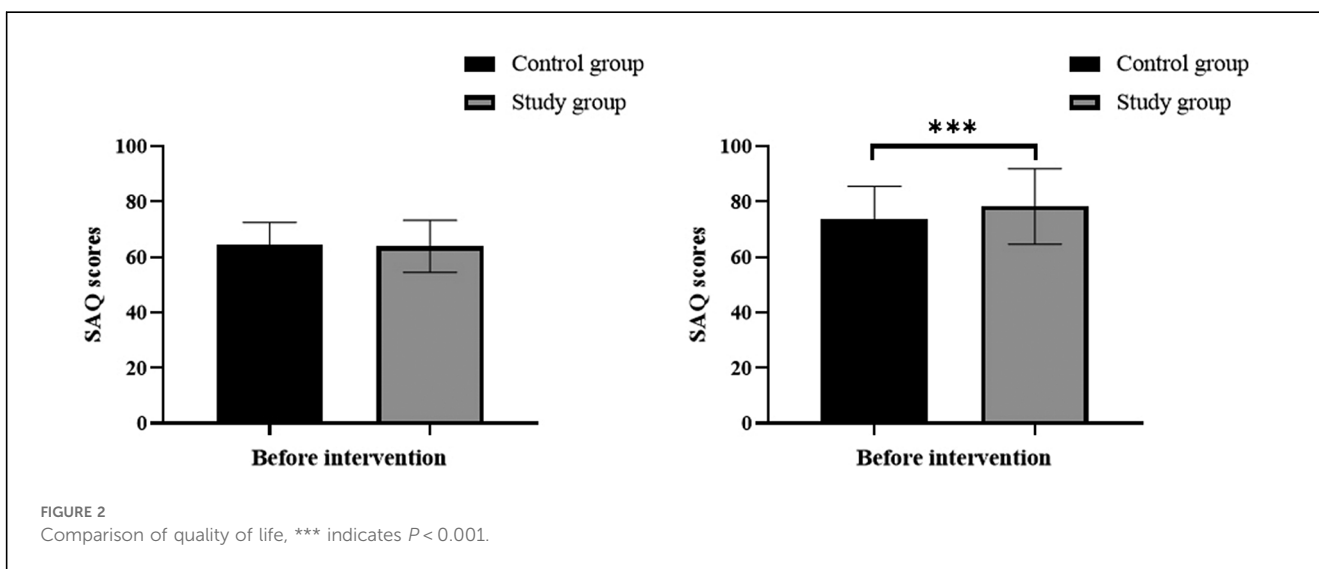 Control group
Study group
100
80
60
40
20
0
SAQ scores
Before intervention
Control group
Study group
***
100
80
60
40
20
0
SAQ scores
Before intervention
FIGURE 2
Comparison of quality of life, *** indicates P < 0.001.